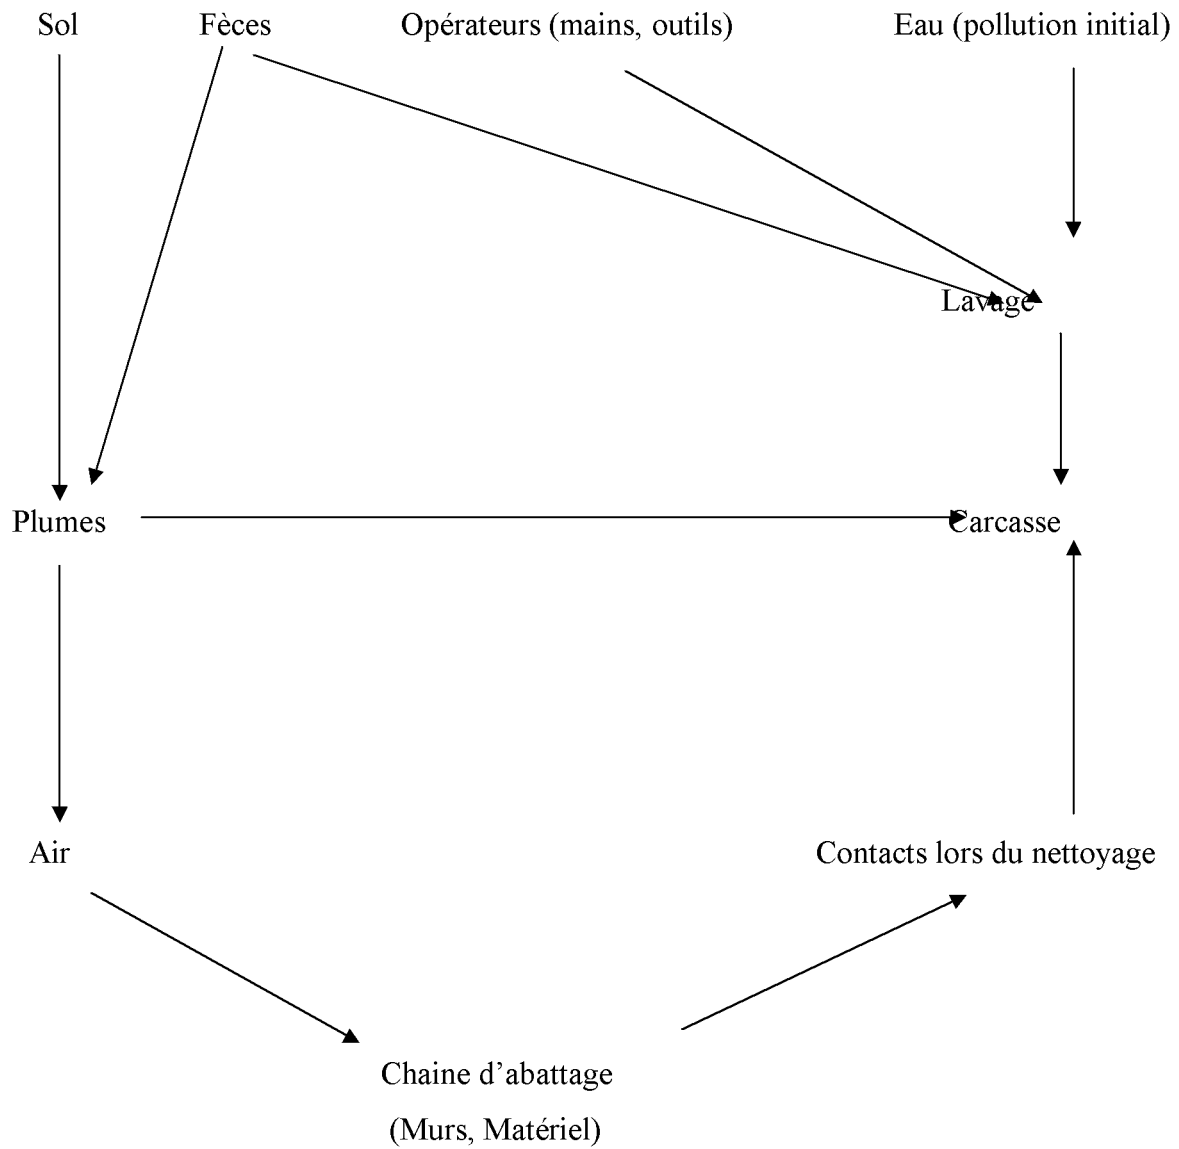 Sol
Fèces
Opérateurs (mains, outils)
Eau (pollution initial)
Lavage
Plumes
Carcasse
Air
Contacts lors du nettoyage
Chaine d’abattage
(Murs, Matériel)